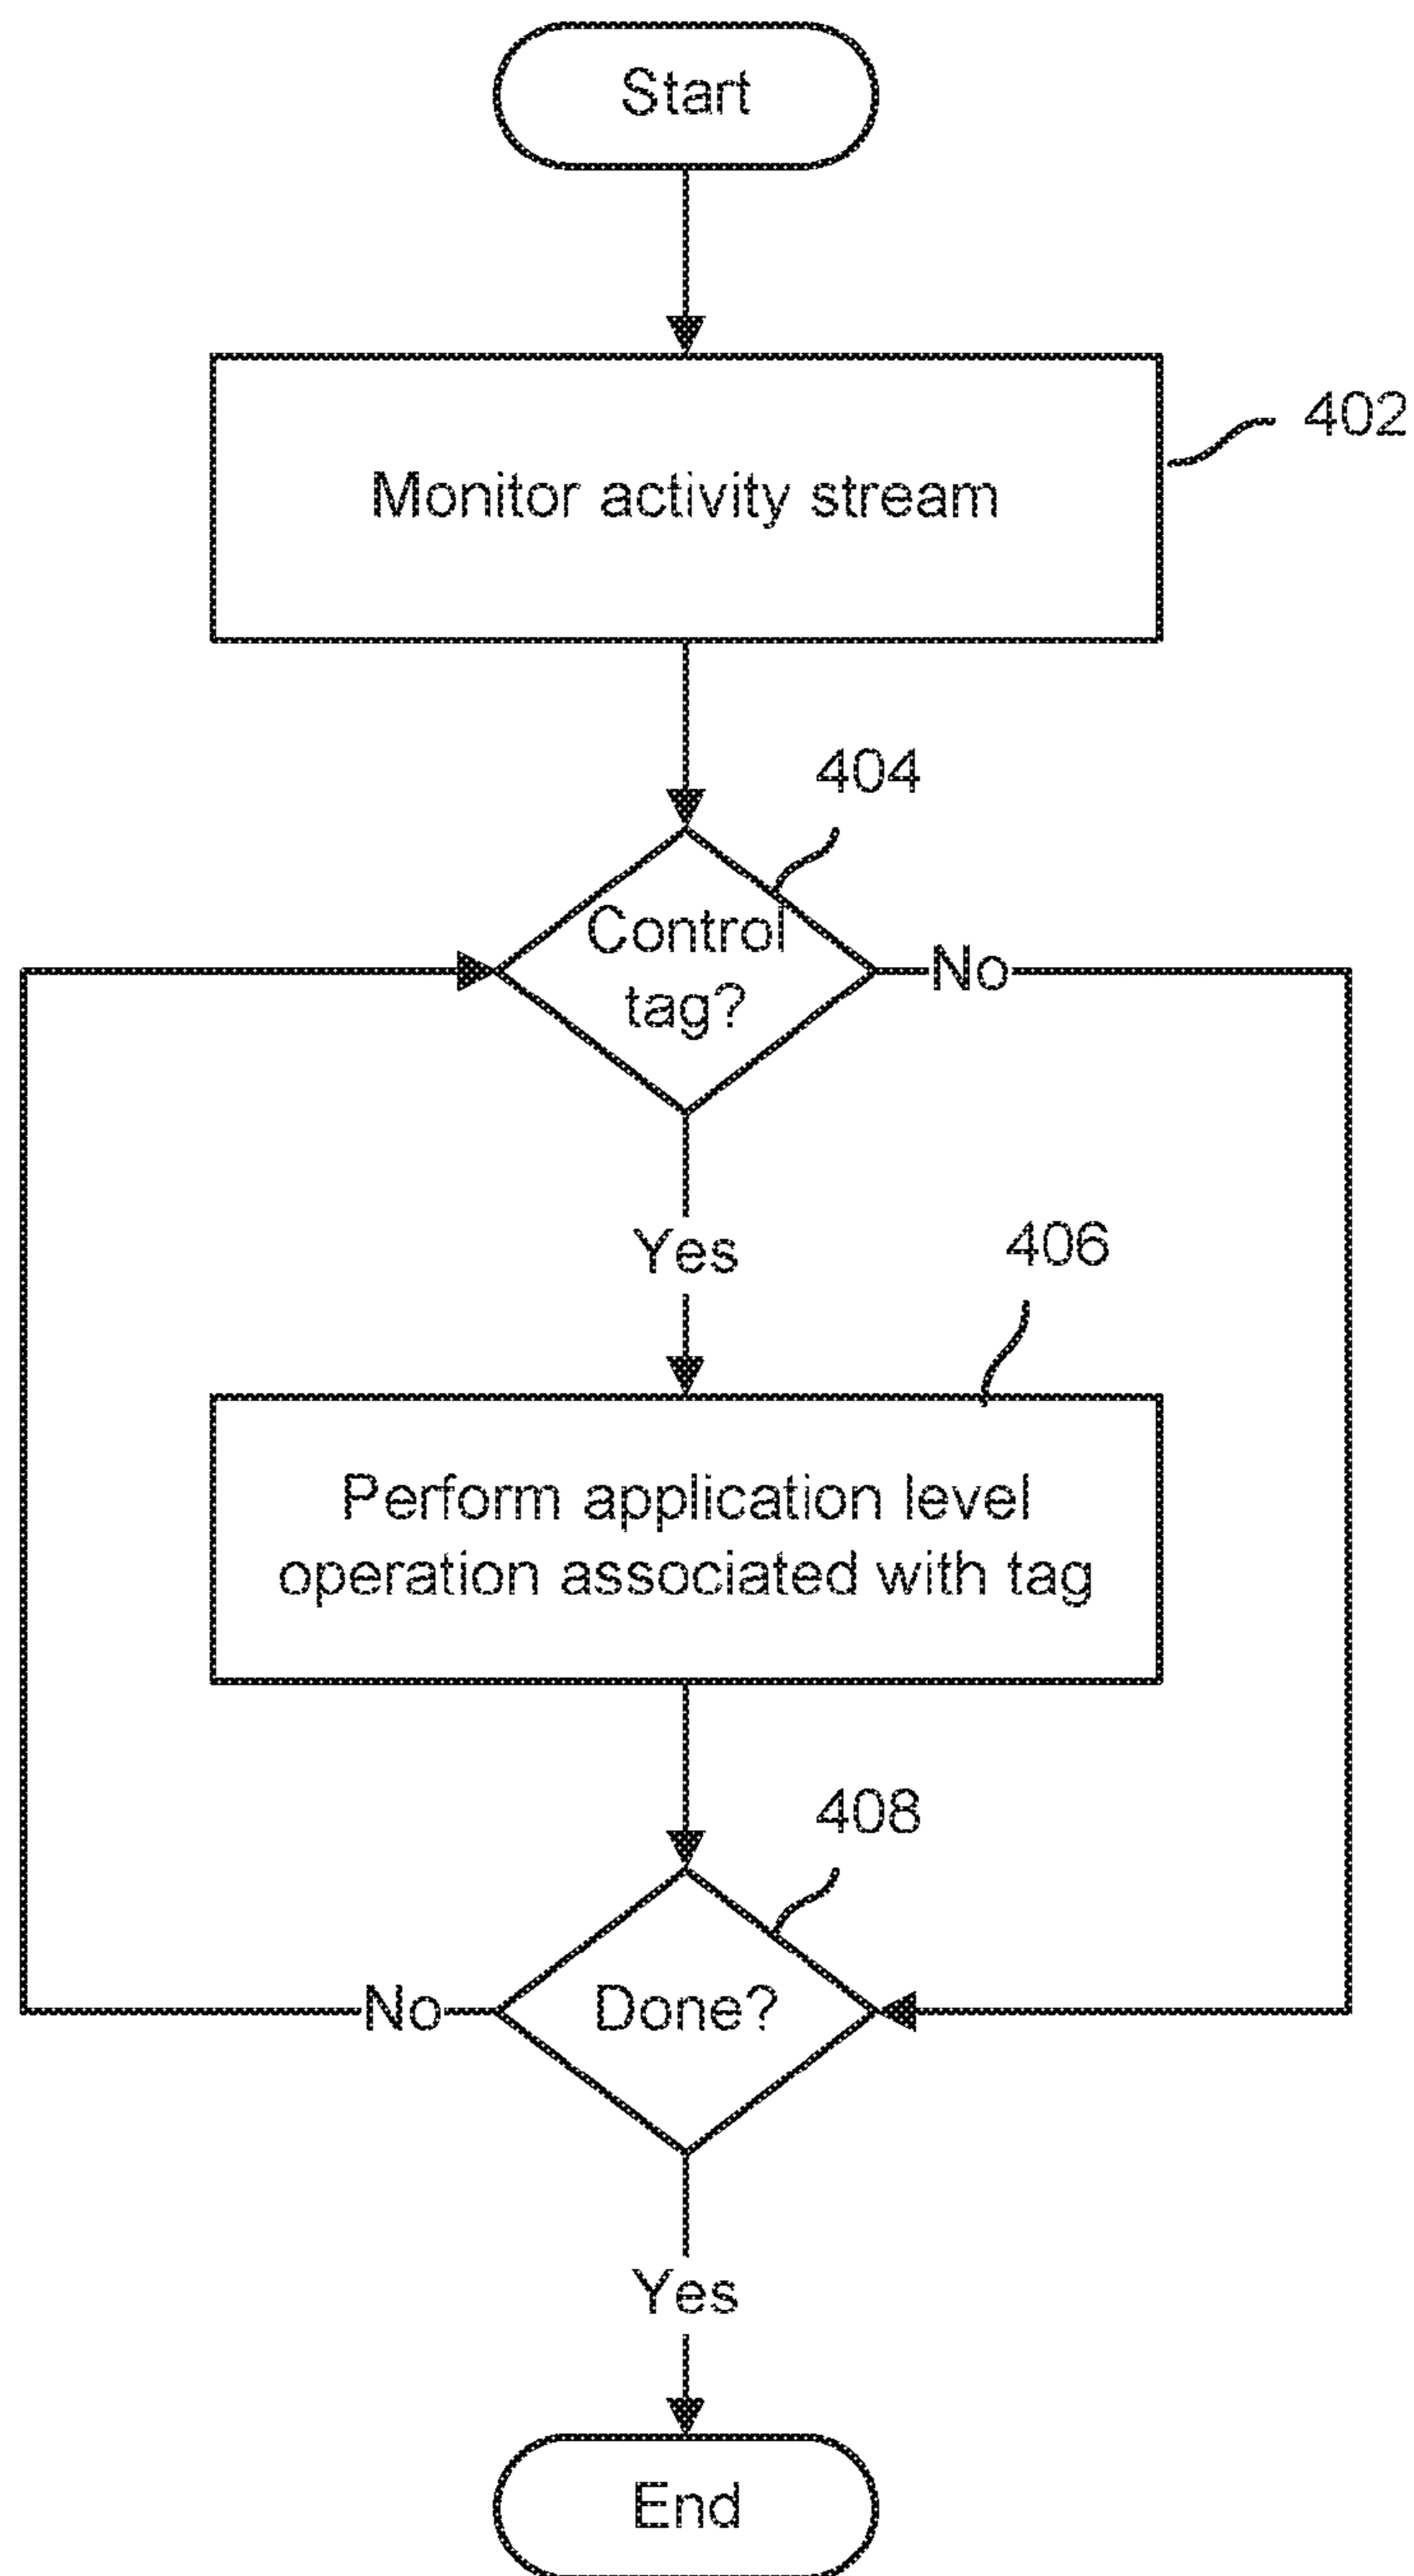 Start
Monitor activity stream
402
404
Control
tag?
No
Yes
406
Perform application level
operation associated with tag
408
Done?
No
Yes
End